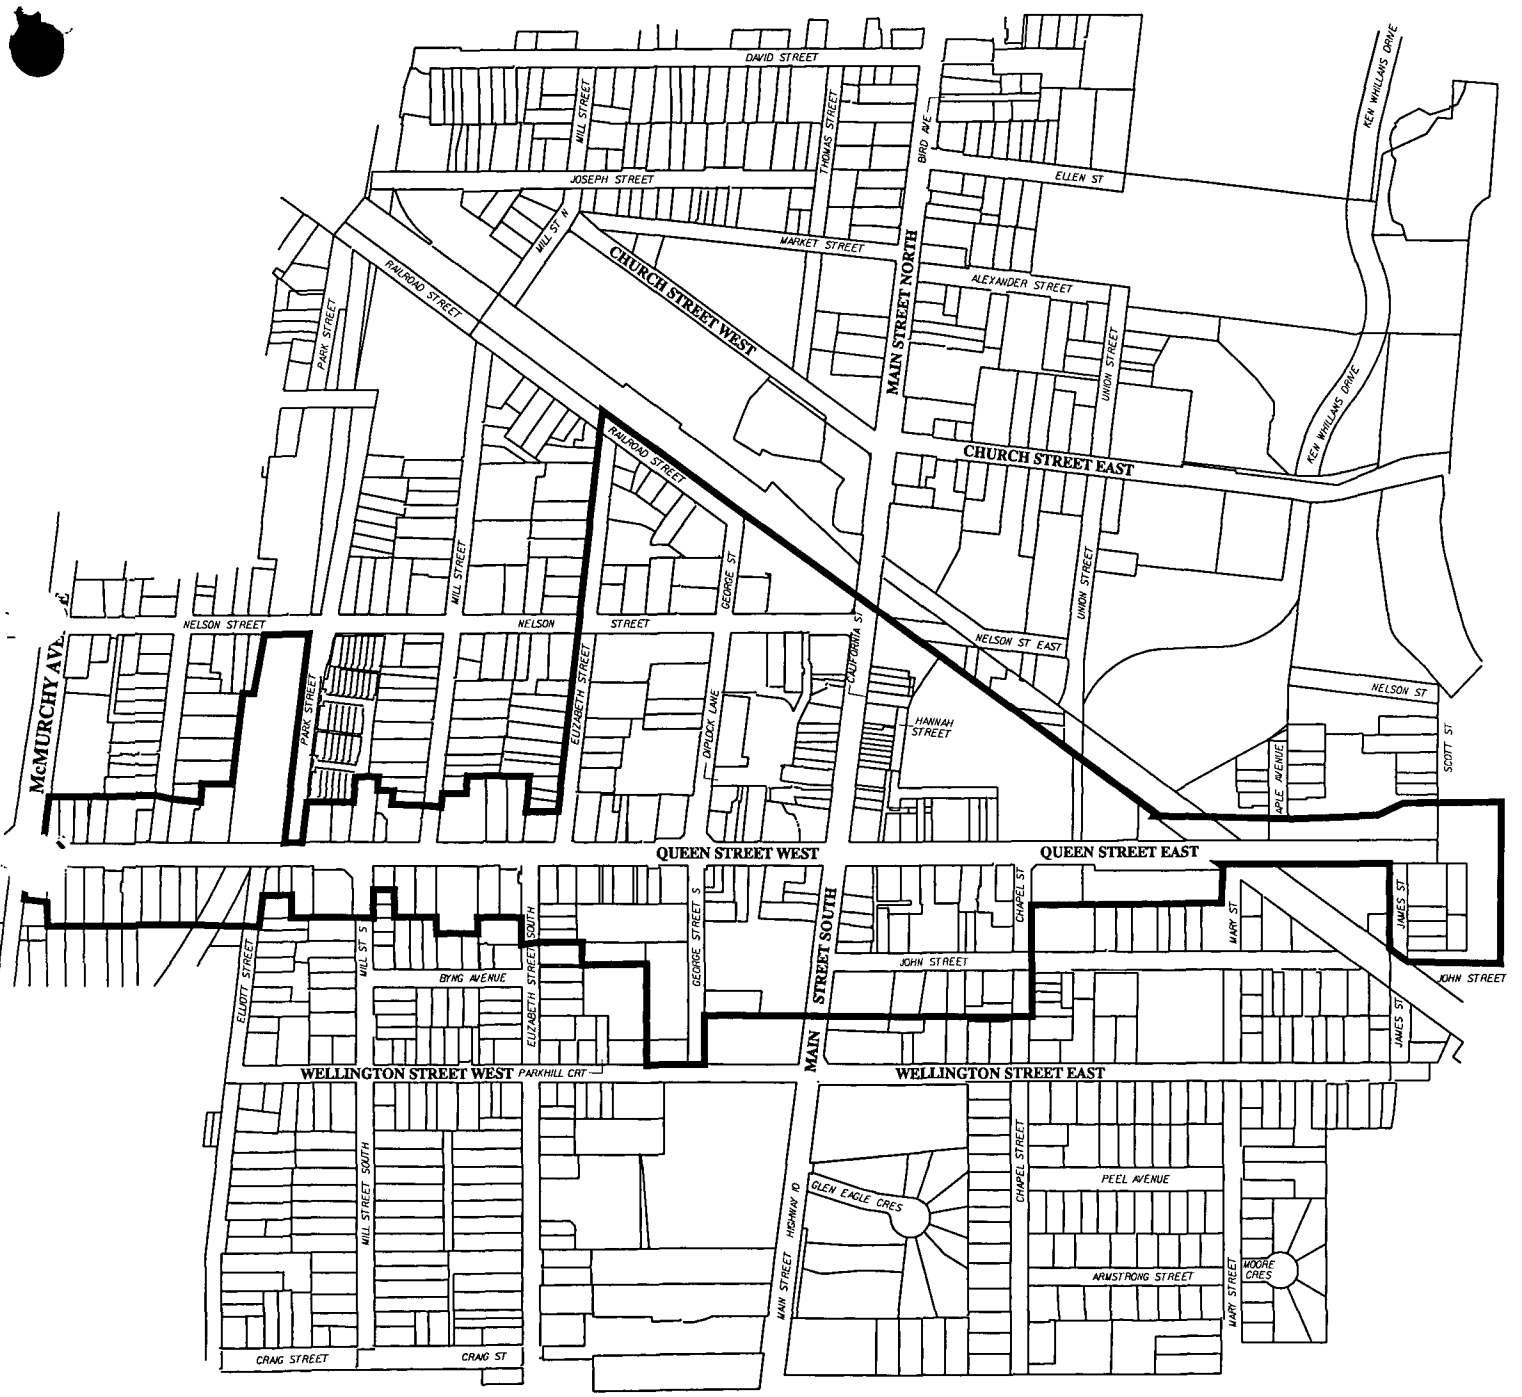 DAVID STREET
KEN WHILLANS DRIVE
MILL STREET
THOMAS STREET
BIRD AVE
JOSEPH STREET
ELLEN ST
MILL ST N
MARKET STREET
CHURCH STREET WEST
MAIN STREET NORTH
ALEXANDER STREET
RAILROAD STREET
PARK STREET
UNION STREET
KEN WHILLANS DRIVE
RAILROAD STREET
CHURCH STREET EAST
MILL STREET
GEORGE ST
UNION STREET
NELSON STREET
NELSON STREET
CALIFORNIA ST
NELSON ST EAST
McMURCHY AVE
PARK STREET
ELIZABETH STREET
DIPLOCK LANE
HANNAH
STREET
NELSON ST
SCOTT ST
APLE AVENUE
QUEEN STREET WEST
QUEEN STREET EAST
CHAPEL ST
JAMES ST
MARY ST
ELLIOTT STREET
MILL ST S
ELIZABETH STREET SOUTH
GEORGE STREET S
MAIN STREET SOUTH
BYNG AVENUE
JOHN STREET
JOHN STREET
JAMES ST
WELLINGTON STREET WEST
PARKHILL CRT
WELLINGTON STREET EAST
MILL STREET SOUTH
MAIN STREET HIGHWAY 10
GLEN EAGLE CRES
CHAPEL STREET
PEEL AVENUE
ARMSTRONG STREET
MARY STREET
MOORE
CRES
CRAIG STREET
CRAIG ST